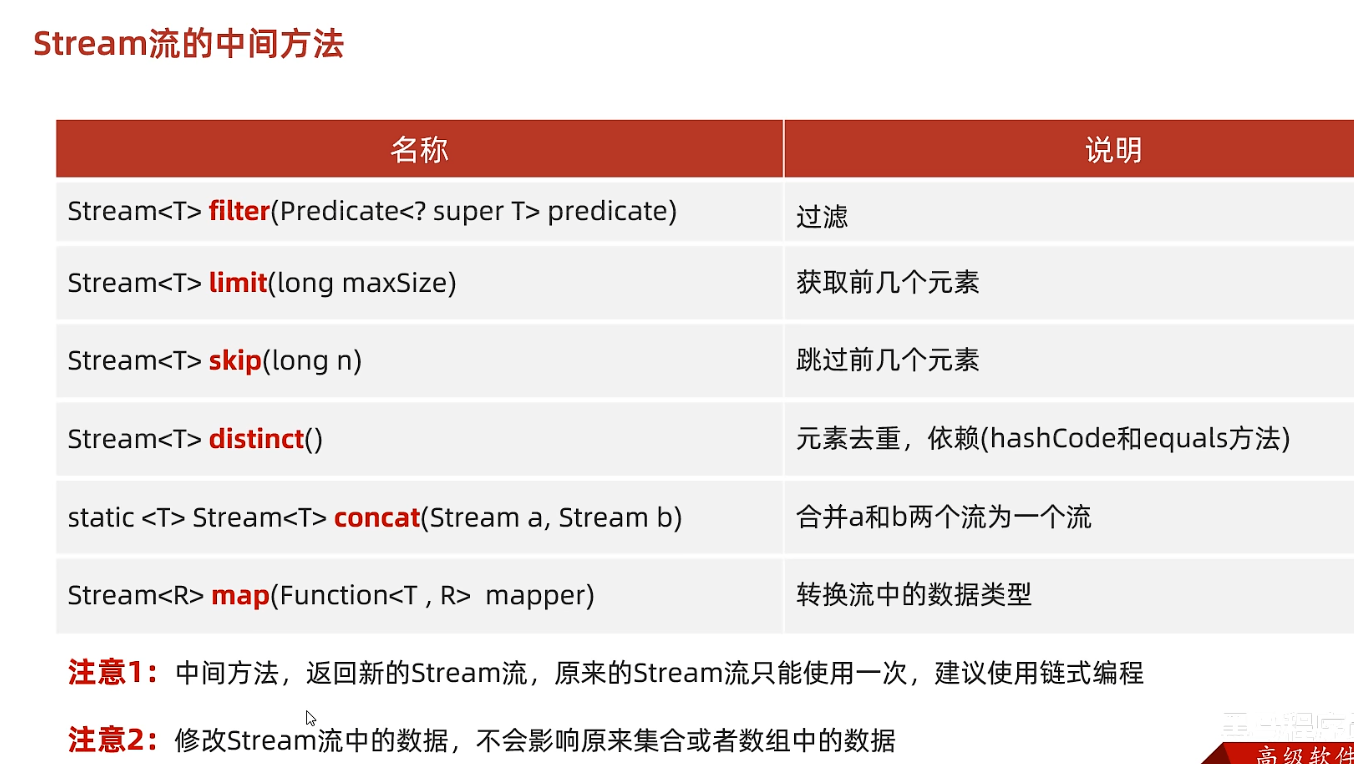 Stream流的中间方法
名称 说明
Stream<T> filter(Predicate<? super T> predicate) 过滤
Stream<T> limit(long maxSize) 获取前几个元素
Stream<T> skip(long n) 跳过前几个元素
Stream<T> distinct() 元素去重，依赖(hashCode和equals方法)
static <T> Stream<T> concat(Stream a, Stream b) 合并a和b两个流为一个流
Stream<R> map(Function<T , R> mapper) 转换流中的数据类型
注意1：中间方法，返回新的Stream流，原来的Stream流只能使用一次，建议使用链式编程
注意2：修改Stream流中的数据，不会影响原来集合或者数组中的数据
高级软件